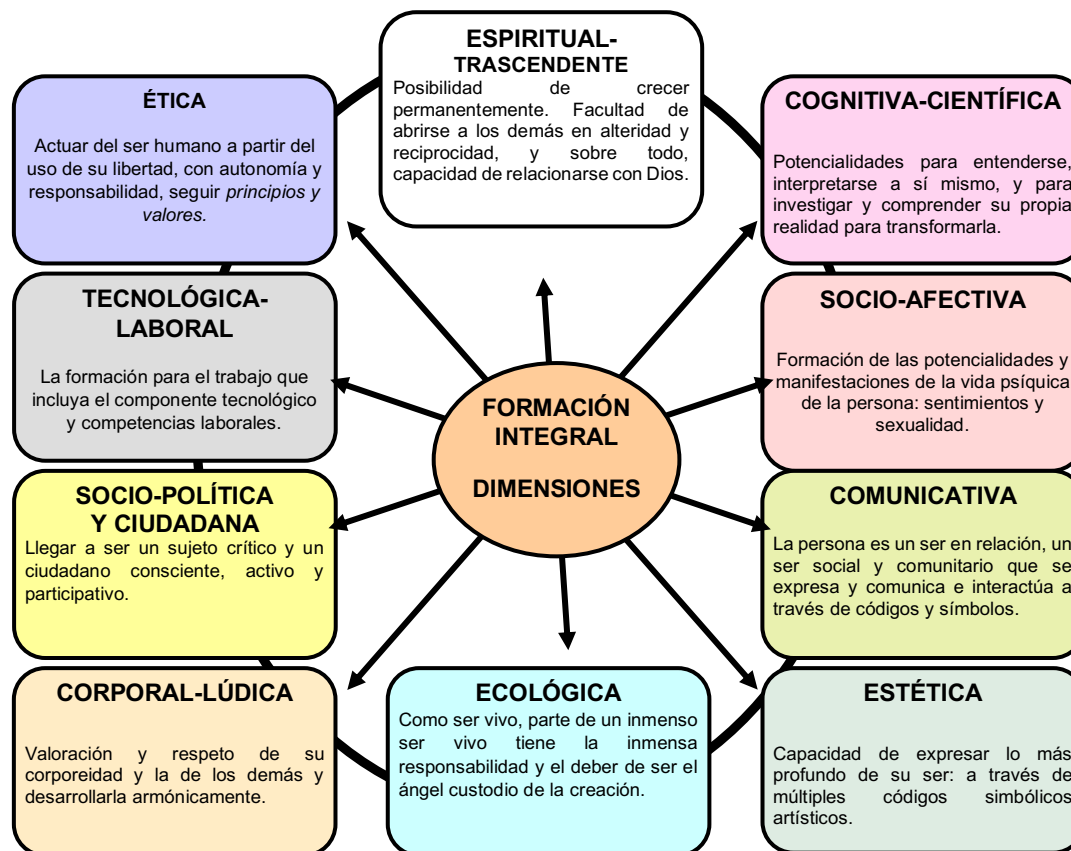 ESPIRITUAL-
TRASCENDENTE
Posibilidad de crecer
permanentemente. Facultad de
abrirse a los demás en alteridad y
reciprocidad, y sobre todo,
capacidad de relacionarse con Dios.
ÉTICA
Actuar del ser humano a partir del
uso de su libertad, con autonomía y
responsabilidad, seguir principios y
valores.
COGNITIVA-CIENTÍFICA
Potencialidades para entenderse,
interpretarse a sí mismo, y para
investigar y comprender su propia
realidad para transformarla.
TECNOLÓGICA-
LABORAL
La formación para el trabajo que
incluya el componente tecnológico
y competencias laborales.
SOCIO-AFECTIVA
Formación de las potencialidades y
manifestaciones de la vida psíquica
de la persona: sentimientos y
sexualidad.
FORMACIÓN
INTEGRAL
DIMENSIONES
SOCIO-POLÍTICA
Y CIUDADANA
Llegar a ser un sujeto crítico y un
ciudadano consciente, activo y
participativo.
COMUNICATIVA
La persona es un ser en relación, un
ser social y comunitario que se
expresa y comunica e interactúa a
través de códigos y símbolos.
CORPORAL-LÚDICA
Valoración y respeto de su
corporeidad y la de los demás y
desarrollarla armónicamente.
ECOLÓGICA
Como ser vivo, parte de un inmenso
ser vivo tiene la inmensa
responsabilidad y el deber de ser el
ángel custodio de la creación.
ESTÉTICA
Capacidad de expresar lo más
profundo de su ser: a través de
múltiples códigos simbólicos
artísticos.